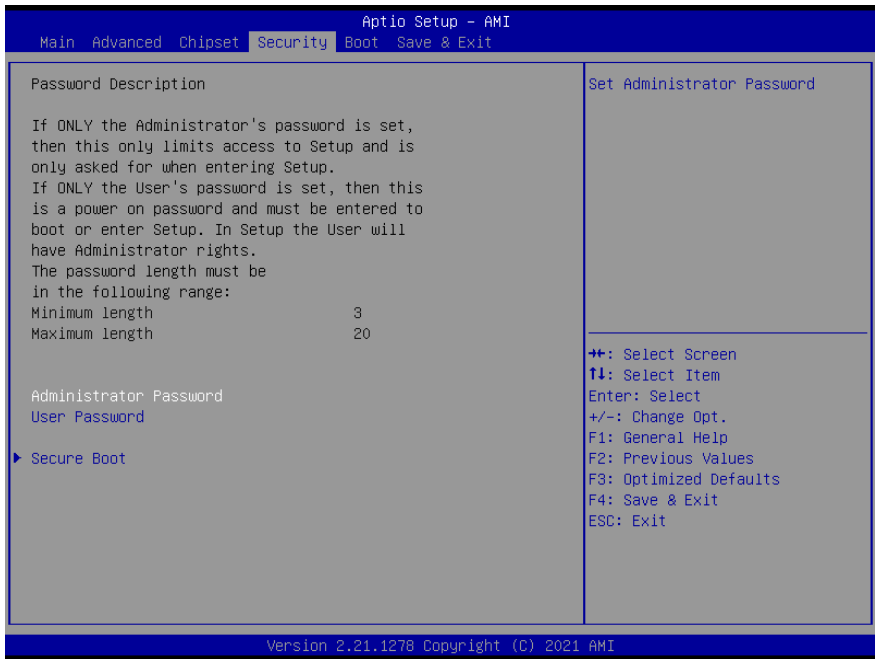 Aptio Setup – AMI
Main Advanced Chipset Security Boot Save & Exit
Password Description
If ONLY the Administrator's password is set,
then this only limits access to Setup and is
only asked for when entering Setup.
If ONLY the User's password is set, then this
is a power on password and must be entered to
boot or enter Setup. In Setup the User will
have Administrator rights.
The password length must be
in the following range:
Minimum length 3
Maximum length 20
Administrator Password
User Password
Secure Boot
Set Administrator Password
→←: Select Screen
↑↓: Select Item
Enter: Select
+/-: Change Opt.
F1: General Help
F2: Previous Values
F3: Optimized Defaults
F4: Save & Exit
ESC: Exit
Version 2.21.1278 Copyright (C) 2021 AMI